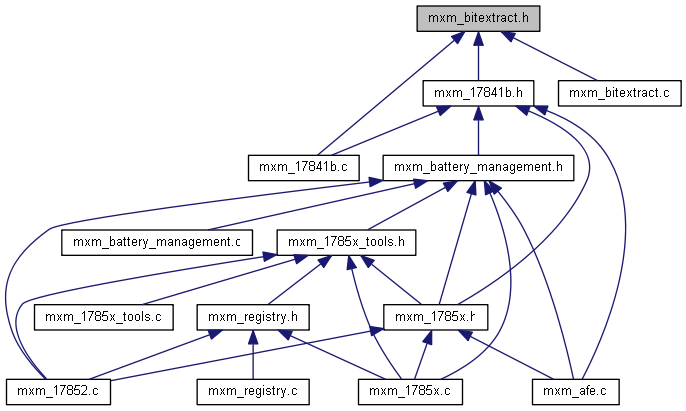 mxm_bitextract.h
mxm_17841b.h
mxm_bitextract.c
mxm_17841b.c
mxm_battery_management.h
mxm_battery_management.c
mxm_1785x_tools.h
mxm_1785x_tools.c
mxm_registry.h
mxm_1785x.h
mxm_17852.c
mxm_registry.c
mxm_1785x.c
mxm_afe.c